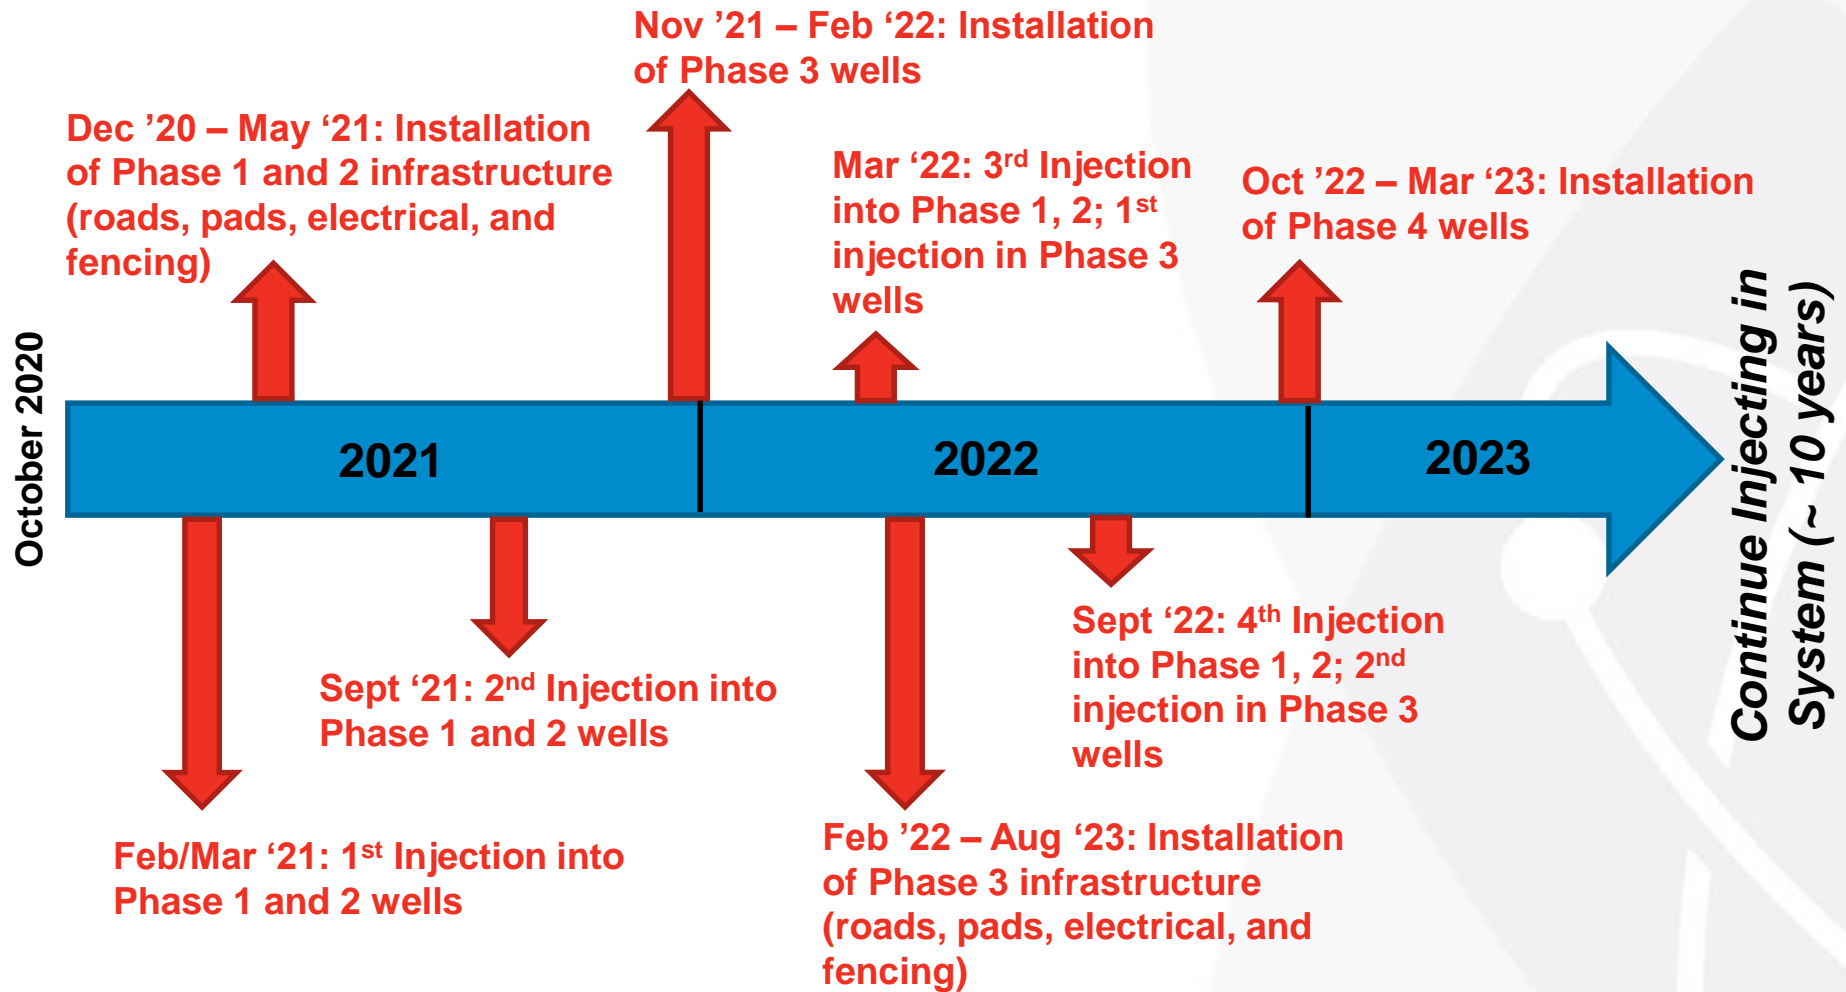 Nov ’21 – Feb ‘22: Installation
of Phase 3 wells
Dec ’20 – May ‘21: Installation
of Phase 1 and 2 infrastructure
(roads, pads, electrical, and
fencing)
Mar ‘22: 3rd Injection
into Phase 1, 2; 1st
injection in Phase 3
wells
Oct ’22 – Mar ‘23: Installation
of Phase 4 wells
October 2020
2021
2022
2023
Continue Injecting in
System (~ 10 years)
Feb/Mar ‘21: 1st Injection into
Phase 1 and 2 wells
Sept ‘21: 2nd Injection into
Phase 1 and 2 wells
Feb ’22 – Aug ‘23: Installation
of Phase 3 infrastructure
(roads, pads, electrical, and
fencing)
Sept ‘22: 4th Injection
into Phase 1, 2; 2nd
injection in Phase 3
wells